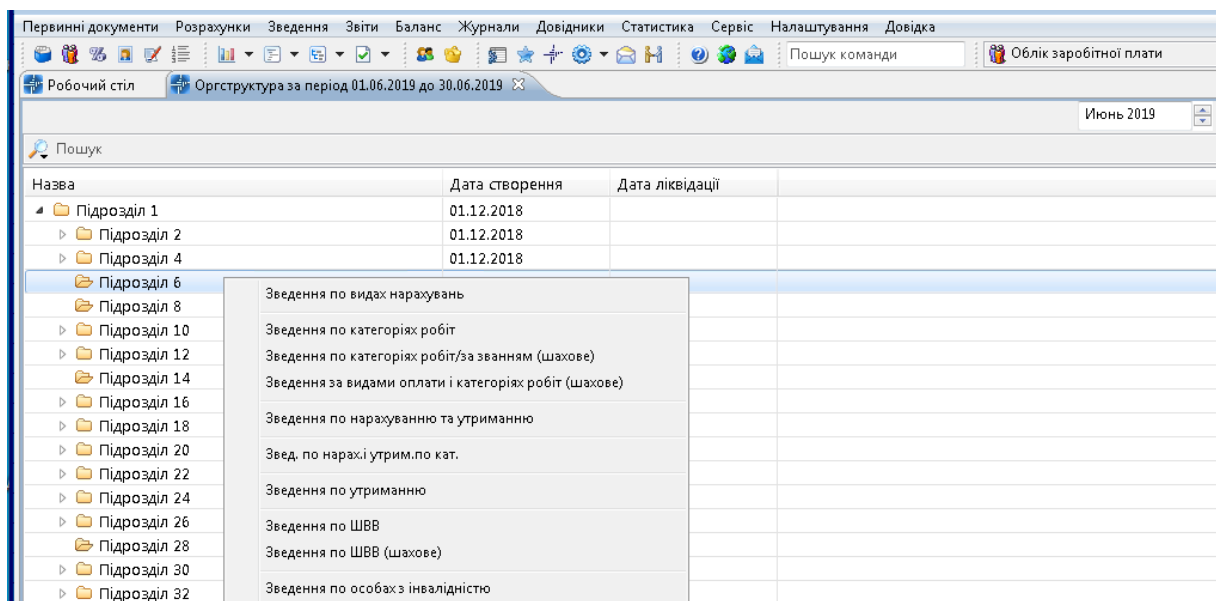 Первинні документи Розрахунки Зведення Звіти Баланс Журнали Довідники Статистика Сервіс Налаштування Довідка
Пошук команди Облік заробітної плати
Робочий стіл Оргструктура за період 01.06.2019 до 30.06.2019
Июнь 2019
Пошук
Назва Дата створення Дата ліквідації
Підрозділ 1 01.12.2018
Підрозділ 2 01.12.2018
Підрозділ 4 01.12.2018
Підрозділ 6
Зведення по видах нарахувань
Підрозділ 8
Підрозділ 10 Зведення по категоріях робіт
Підрозділ 12 Зведення по категоріях робіт/за званням (шахове)
Підрозділ 14 Зведення за видами оплати і категоріях робіт (шахове)
Підрозділ 16
Підрозділ 18 Зведення по нарахуванню та утриманню
Підрозділ 20 Звед. по нарах.і утрим.по кат.
Підрозділ 22
Підрозділ 24 Зведення по утриманню
Підрозділ 26 Зведення по ШВВ
Підрозділ 28 Зведення по ШВВ (шахове)
Підрозділ 30
Підрозділ 32 Зведення по особах з інвалідністю